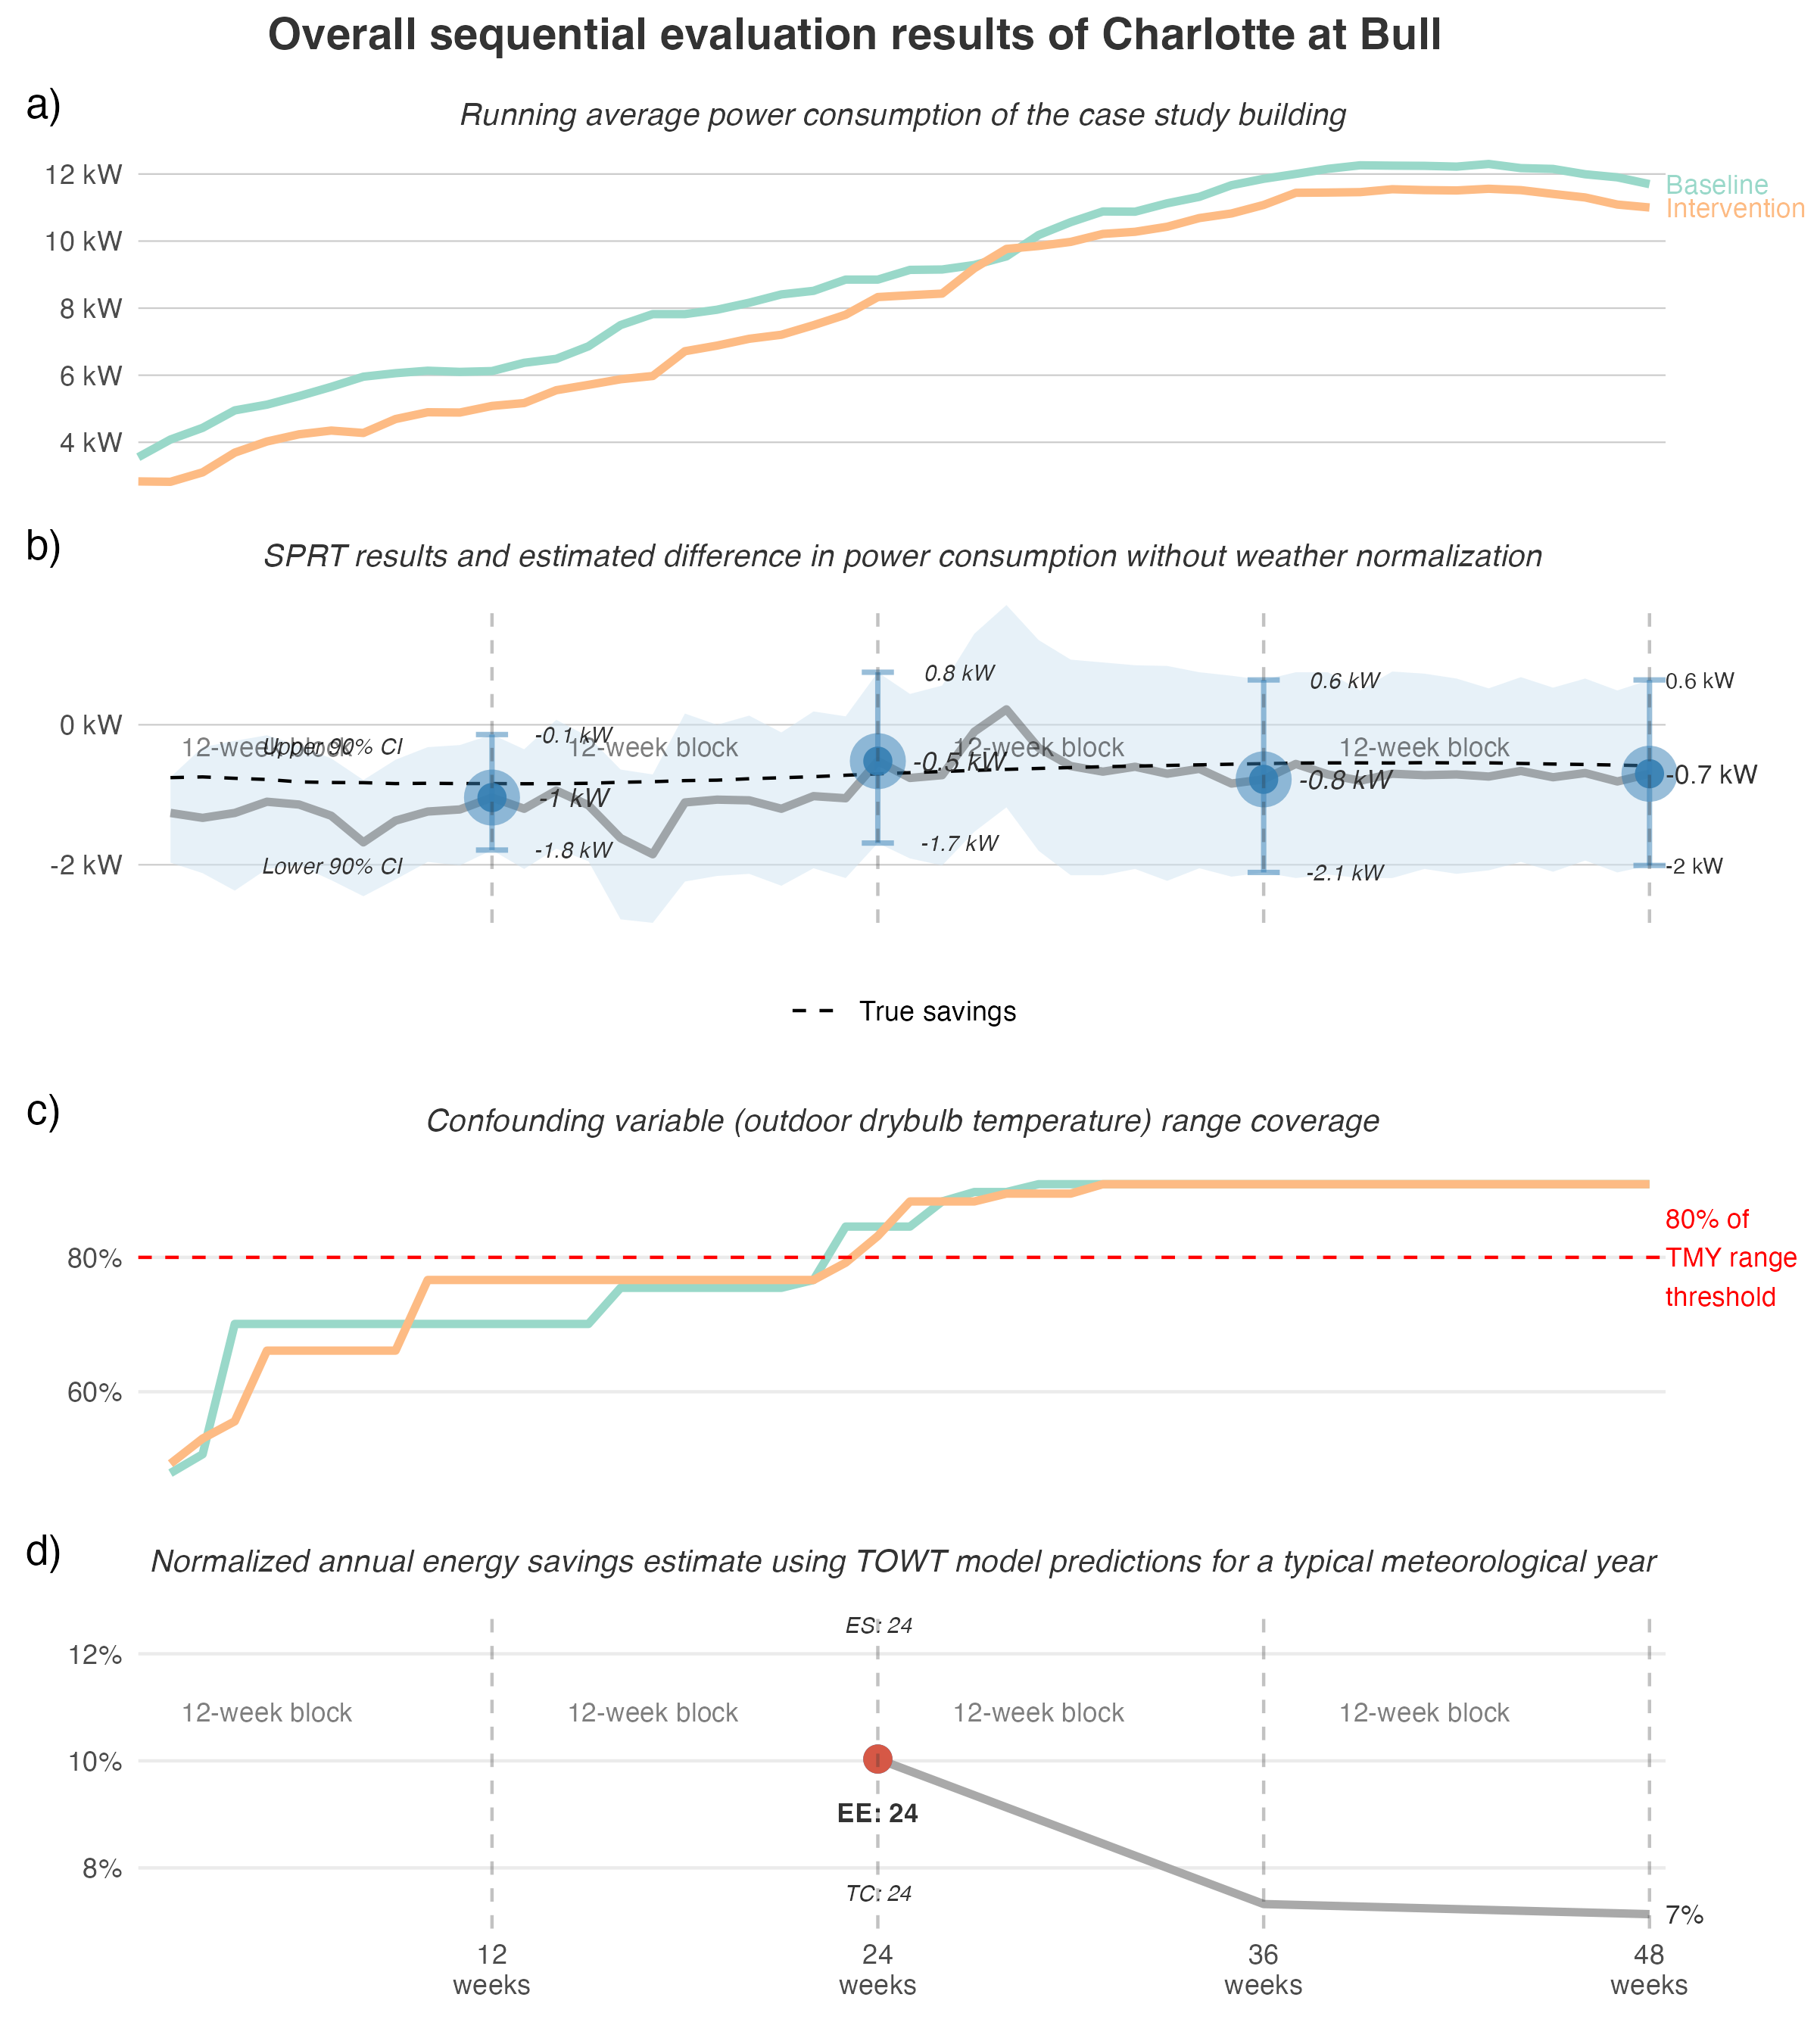 Overall sequential evaluation results of Charlotte at Bull
a)
Running average power consumption of the case study building
12 kW
10 kW
8 kW
6 kW
4 kW
Baseline
Intervention
b)
SPRT results and estimated difference in power consumption without weather normalization
0 kW
-2 kW
12-week block
12-week block
12-week block
12-week block
Upper 90% CI
Lower 90% CI
-0.1 kW
-1 kW
-1.8 kW
0.8 kW
-0.5 kW
-1.7 kW
0.6 kW
-0.8 kW
-2.1 kW
0.6 kW
-0.7 kW
-2 kW
True savings
c)
Confounding variable (outdoor drybulb temperature) range coverage
80%
60%
80% of
TMY range
threshold
d)
Normalized annual energy savings estimate using TOWT model predictions for a typical meteorological year
12%
10%
8%
12-week block
12-week block
12-week block
12-week block
ES: 24
EE: 24
TC: 24
7%
12
weeks
24
weeks
36
weeks
48
weeks